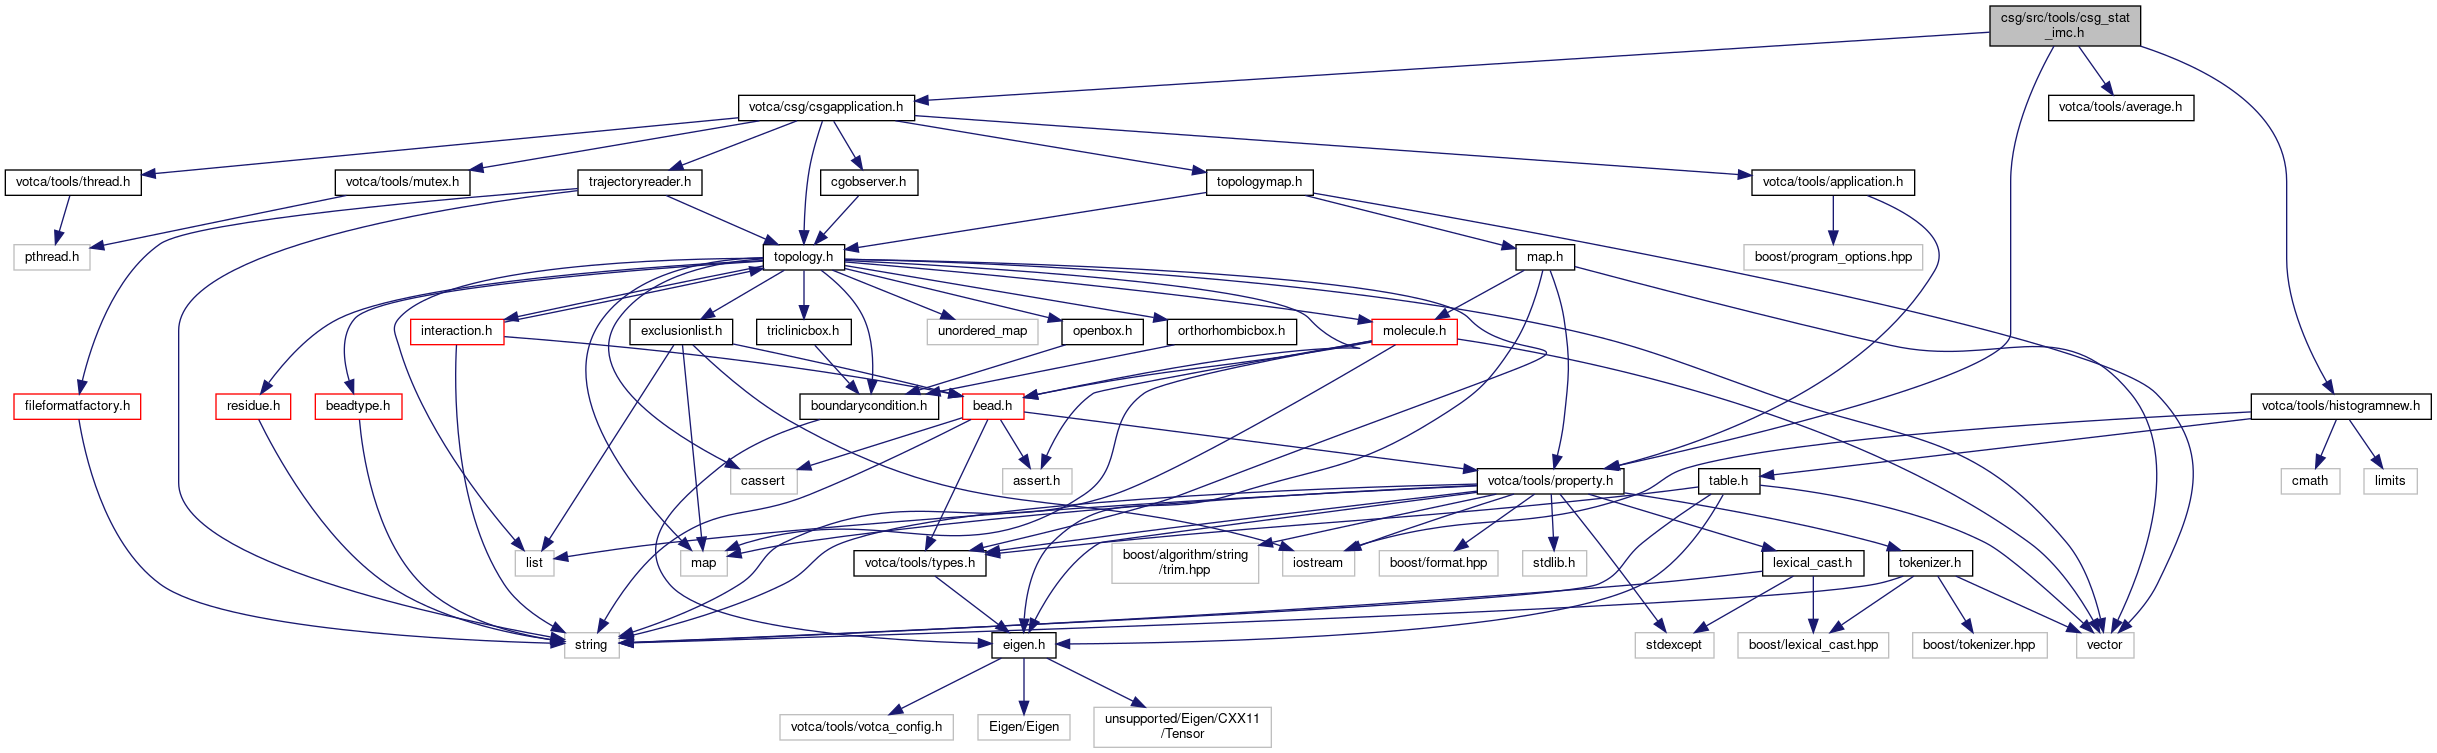 csg/src/tools/csg_stat
_imc.h
votca/csg/csgapplication.h
votca/tools/average.h
votca/tools/thread.h
votca/tools/mutex.h
trajectoryreader.h
cgobserver.h
topologymap.h
votca/tools/application.h
pthread.h
topology.h
map.h
boost/program_options.hpp
interaction.h
exclusionlist.h
triclinicbox.h
unordered_map
openbox.h
orthorhombicbox.h
molecule.h
fileformatfactory.h
residue.h
beadtype.h
boundarycondition.h
bead.h
votca/tools/histogramnew.h
cassert
assert.h
votca/tools/property.h
table.h
cmath
limits
list
map
votca/tools/types.h
boost/algorithm/string
/trim.hpp
iostream
boost/format.hpp
stdlib.h
lexical_cast.h
tokenizer.h
string
eigen.h
stdexcept
boost/lexical_cast.hpp
boost/tokenizer.hpp
vector
votca/tools/votca_config.h
Eigen/Eigen
unsupported/Eigen/CXX11
/Tensor